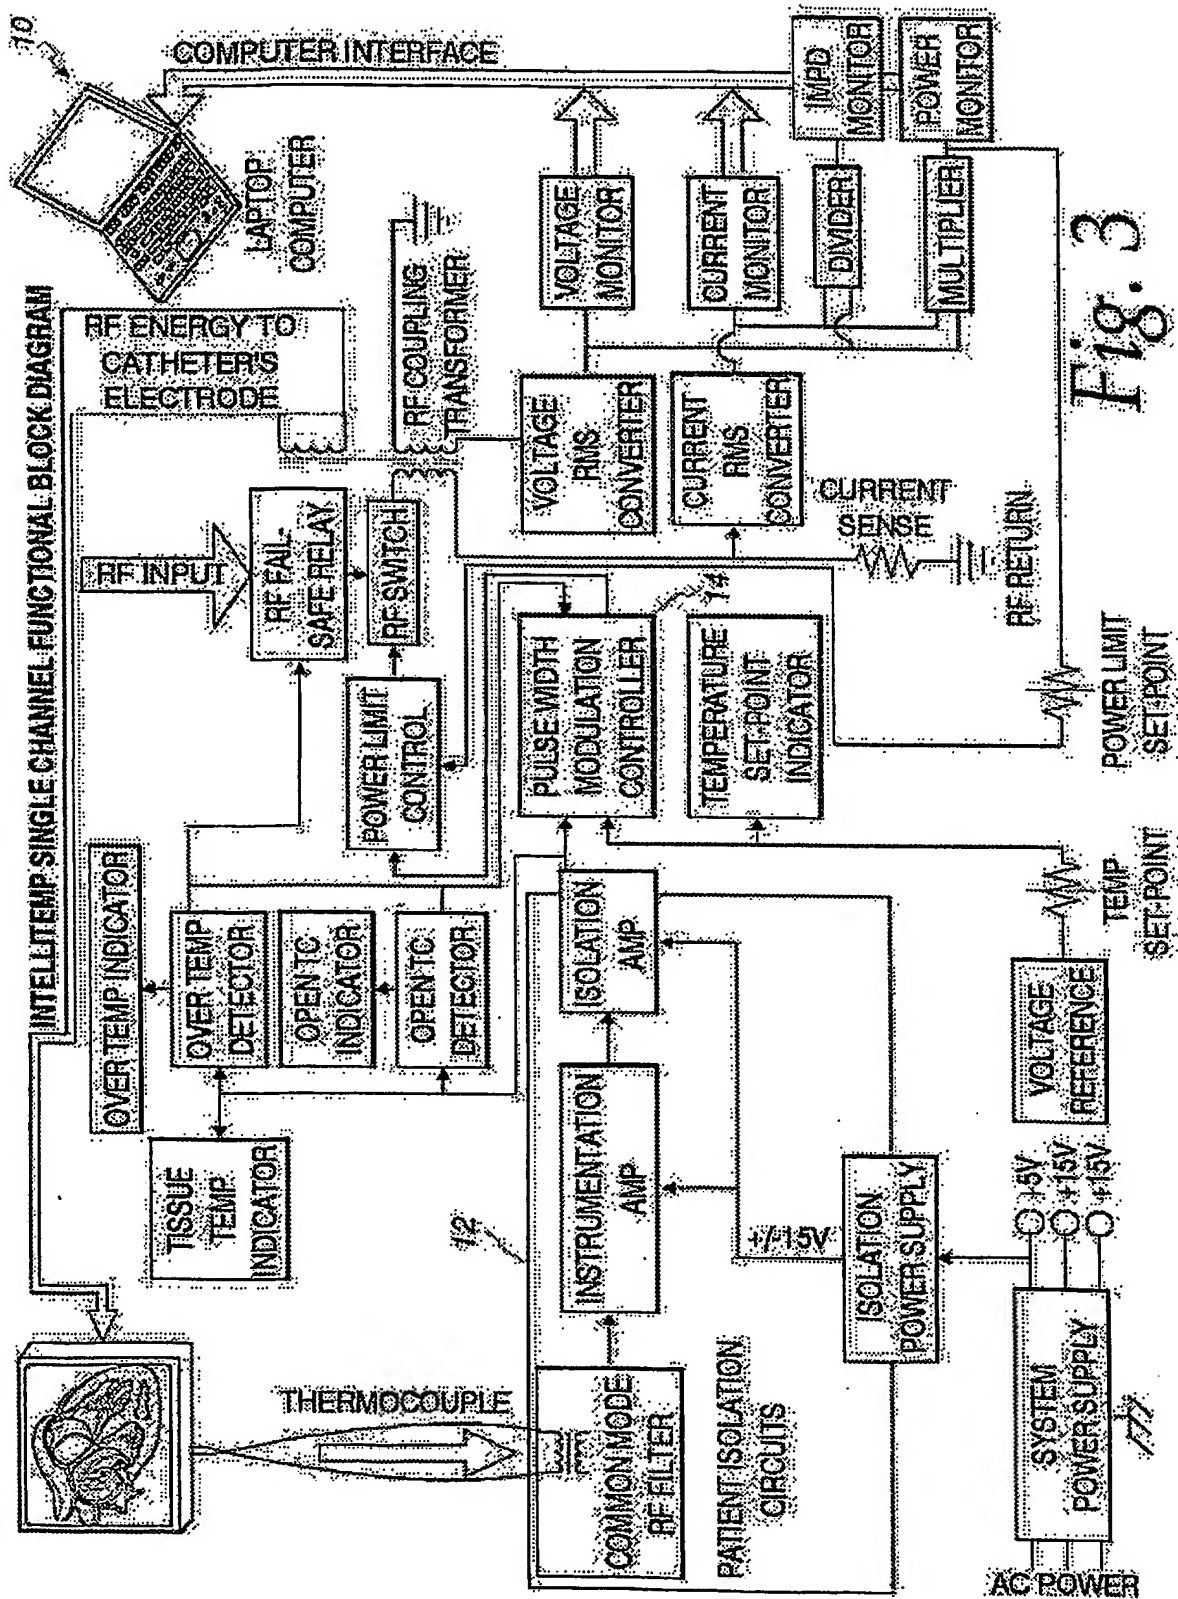 INTELLITEMP SINGLE CHANNEL FUNCTIONAL BLOCK DIAGRAM
10
COMPUTER INTERFACE
LAPTOP
COMPUTER
RF ENERGY TO
CATHETER'S
ELECTRODE
RF INPUT
RF FAIL-
SAFE RELAY
RF SWITCH
RF COUPLING
TRANSFORMER
OVER TEMP INDICATOR
TISSUE
TEMP
INDICATOR
OVER TEMP
DETECTOR
OPEN TC
INDICATOR
OPEN TC
DETECTOR
POWER LIMIT
CONTROL
VOLTAGE
RMS
CONVERTER
VOLTAGE
MONITOR
CURRENT
RMS
CONVERTER
CURRENT
MONITOR
IMPD
MONITOR
POWER
MONITOR
DIVIDER
MULTIPLIER
THERMOCOUPLE
12
COMMON MODE
RF FILTER
INSTRUMENTATION
AMP
ISOLATION
AMP
PULSE WIDTH
MODULATION
CONTROLLER
14
TEMPERATURE
SET-POINT
INDICATOR
CURRENT
SENSE
RF RETURN
PATIENT ISOLATION
CIRCUITS
+/-15V
ISOLATION
POWER SUPPLY
AC POWER
SYSTEM
POWER SUPPLY
+5V
+15V
+15V
VOLTAGE
REFERENCE
TEMP
SET-POINT
POWER LIMIT
SET-POINT
Fig. 3